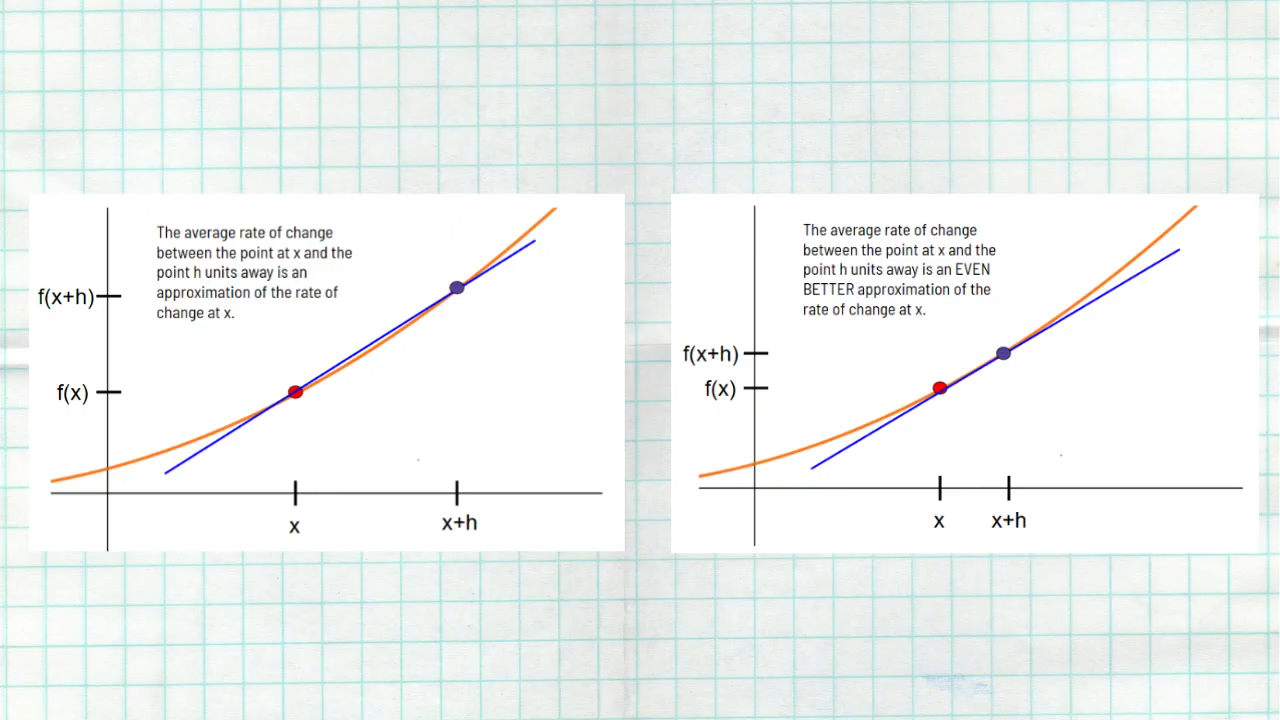 The average rate of change
between the point at x and the
point h units away is an
approximation of the rate of
change at x.
f(x+h)
f(x)
x
x+h
The average rate of change
between the point at x and the
point h units away is an EVEN
BETTER approximation of the
rate of change at x.
f(x+h)
f(x)
x
x+h